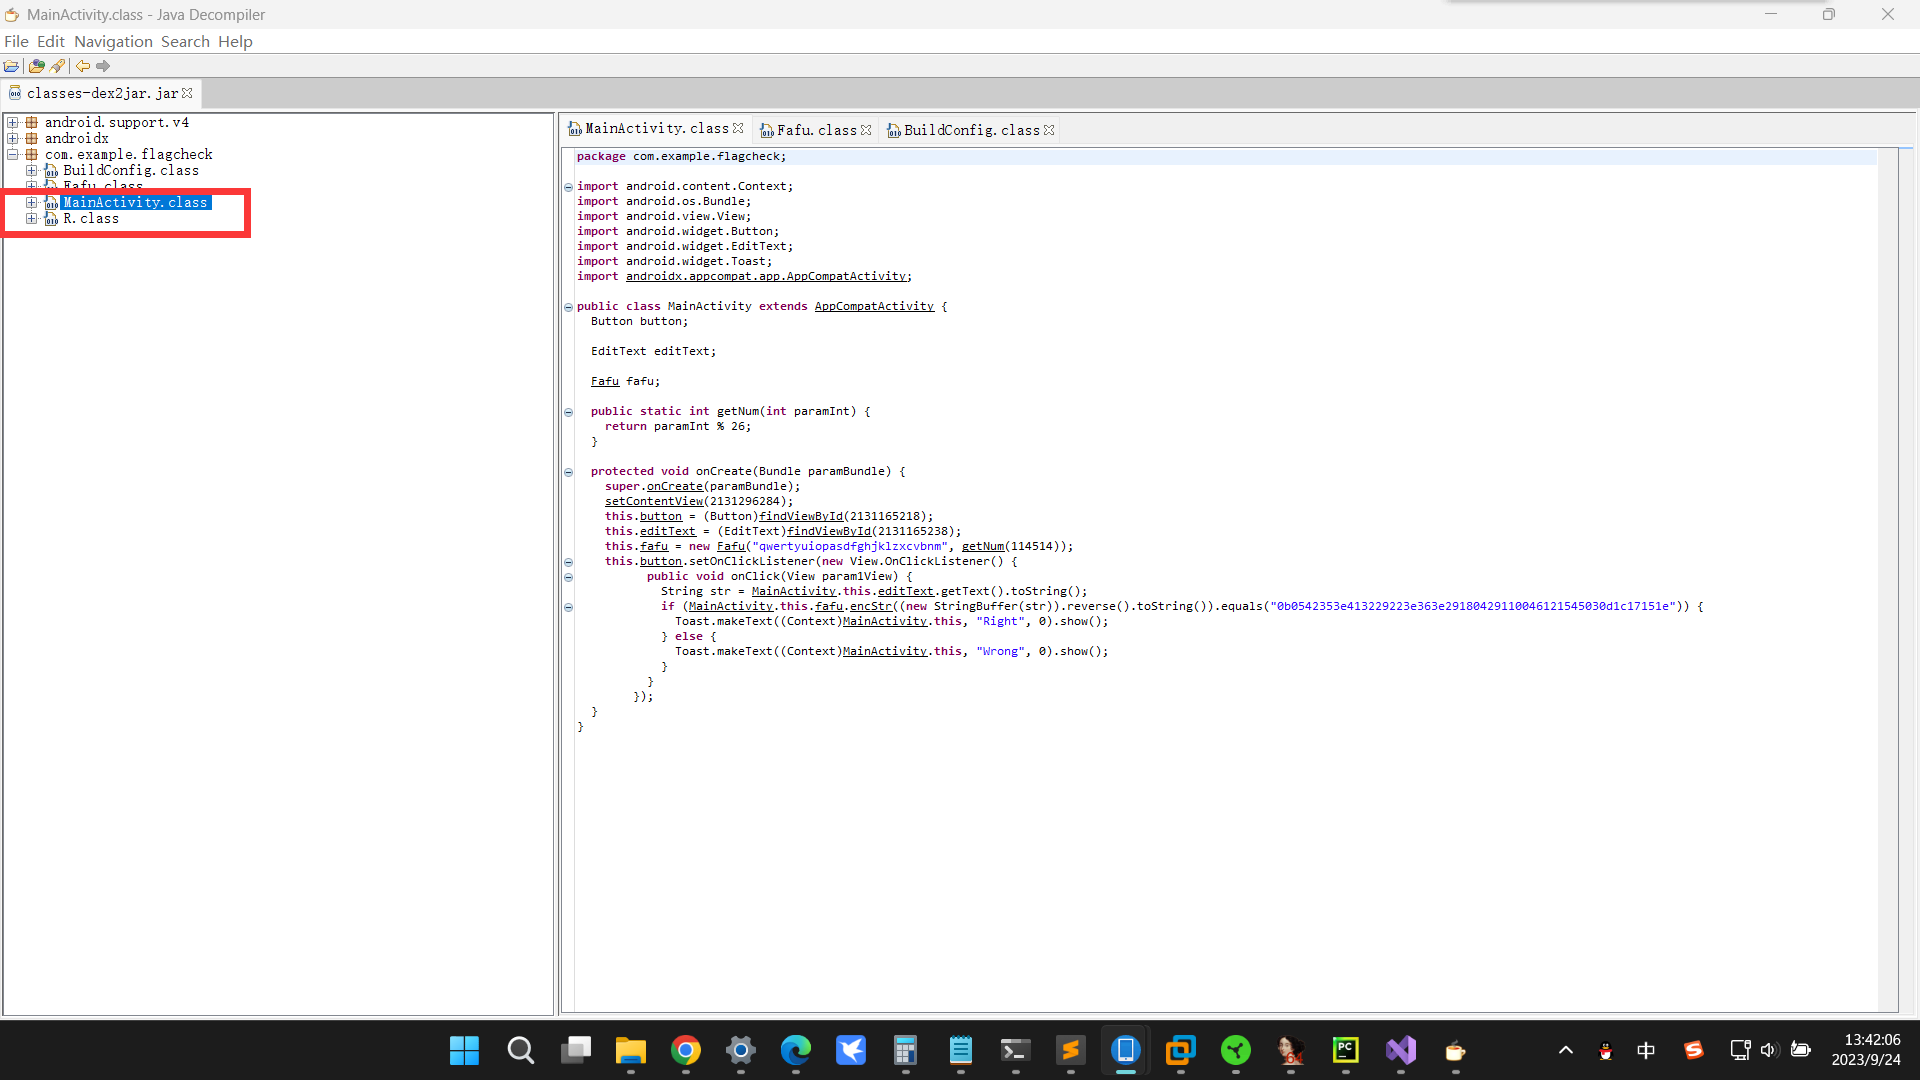 MainActivity.class - Java Decompiler
File Edit Navigation Search Help
classes-dex2jar.jar
android.support.v4
androidx
com.example.flagcheck
BuildConfig.class
Fafu.class
MainActivity.class
R.class
MainActivity.class Fafu.class BuildConfig.class
package com.example.flagcheck;
import android.content.Context;
import android.os.Bundle;
import android.view.View;
import android.widget.Button;
import android.widget.EditText;
import android.widget.Toast;
import androidx.appcompat.app.AppCompatActivity;
public class MainActivity extends AppCompatActivity {
Button button;
EditText editText;
Fafu fafu;
public static int getNum(int paramInt) {
return paramInt % 26;
}
protected void onCreate(Bundle paramBundle) {
super.onCreate(paramBundle);
setContentView(2131296284);
this.button = (Button)findViewById(2131165218);
this.editText = (EditText)findViewById(2131165238);
this.fafu = new Fafu("qwertyuiopasdfghjklzxcvbnm", getNum(114514));
this.button.setOnClickListener(new View.OnClickListener() {
public void onClick(View param1View) {
String str = MainActivity.this.editText.getText().toString();
if (MainActivity.this.fafu.encStr((new StringBuffer(str)).reverse().toString()).equals("0b0542353e413229223e363e29180429110046121545030d1c17151e")) {
Toast.makeText((Context)MainActivity.this, "Right", 0).show();
} else {
Toast.makeText((Context)MainActivity.this, "Wrong", 0).show();
}
}
});
}
}
中
13:42:06
2023/9/24